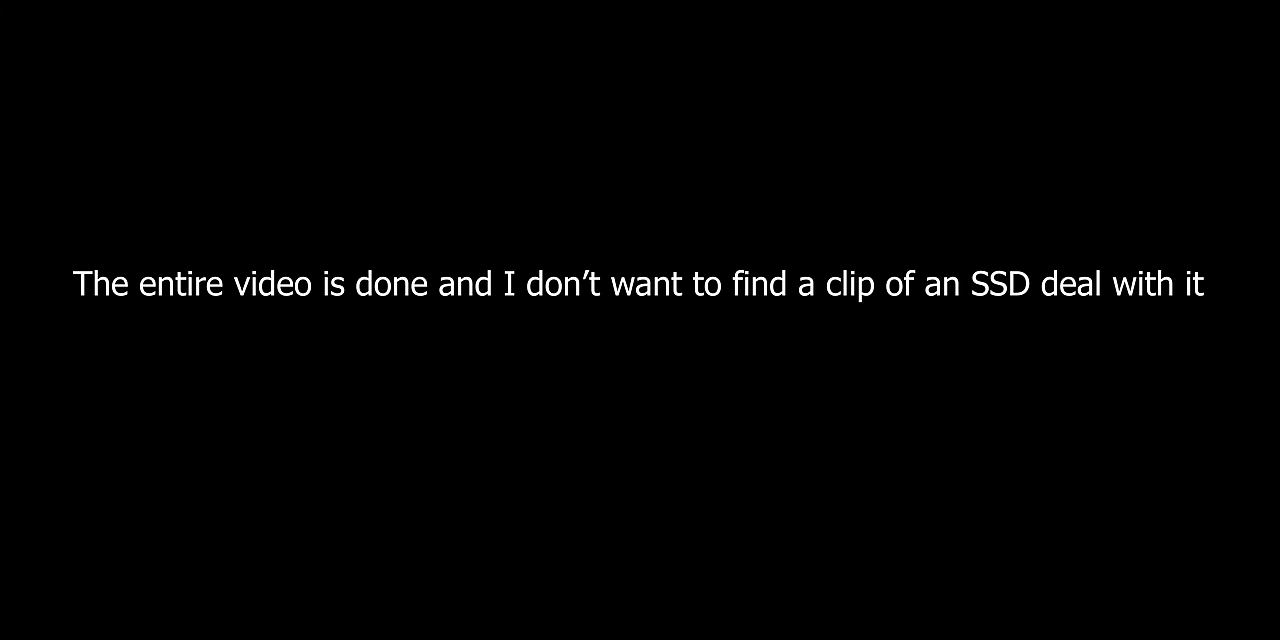 The entire video is done and I don’t want to find a clip of an SSD deal with it